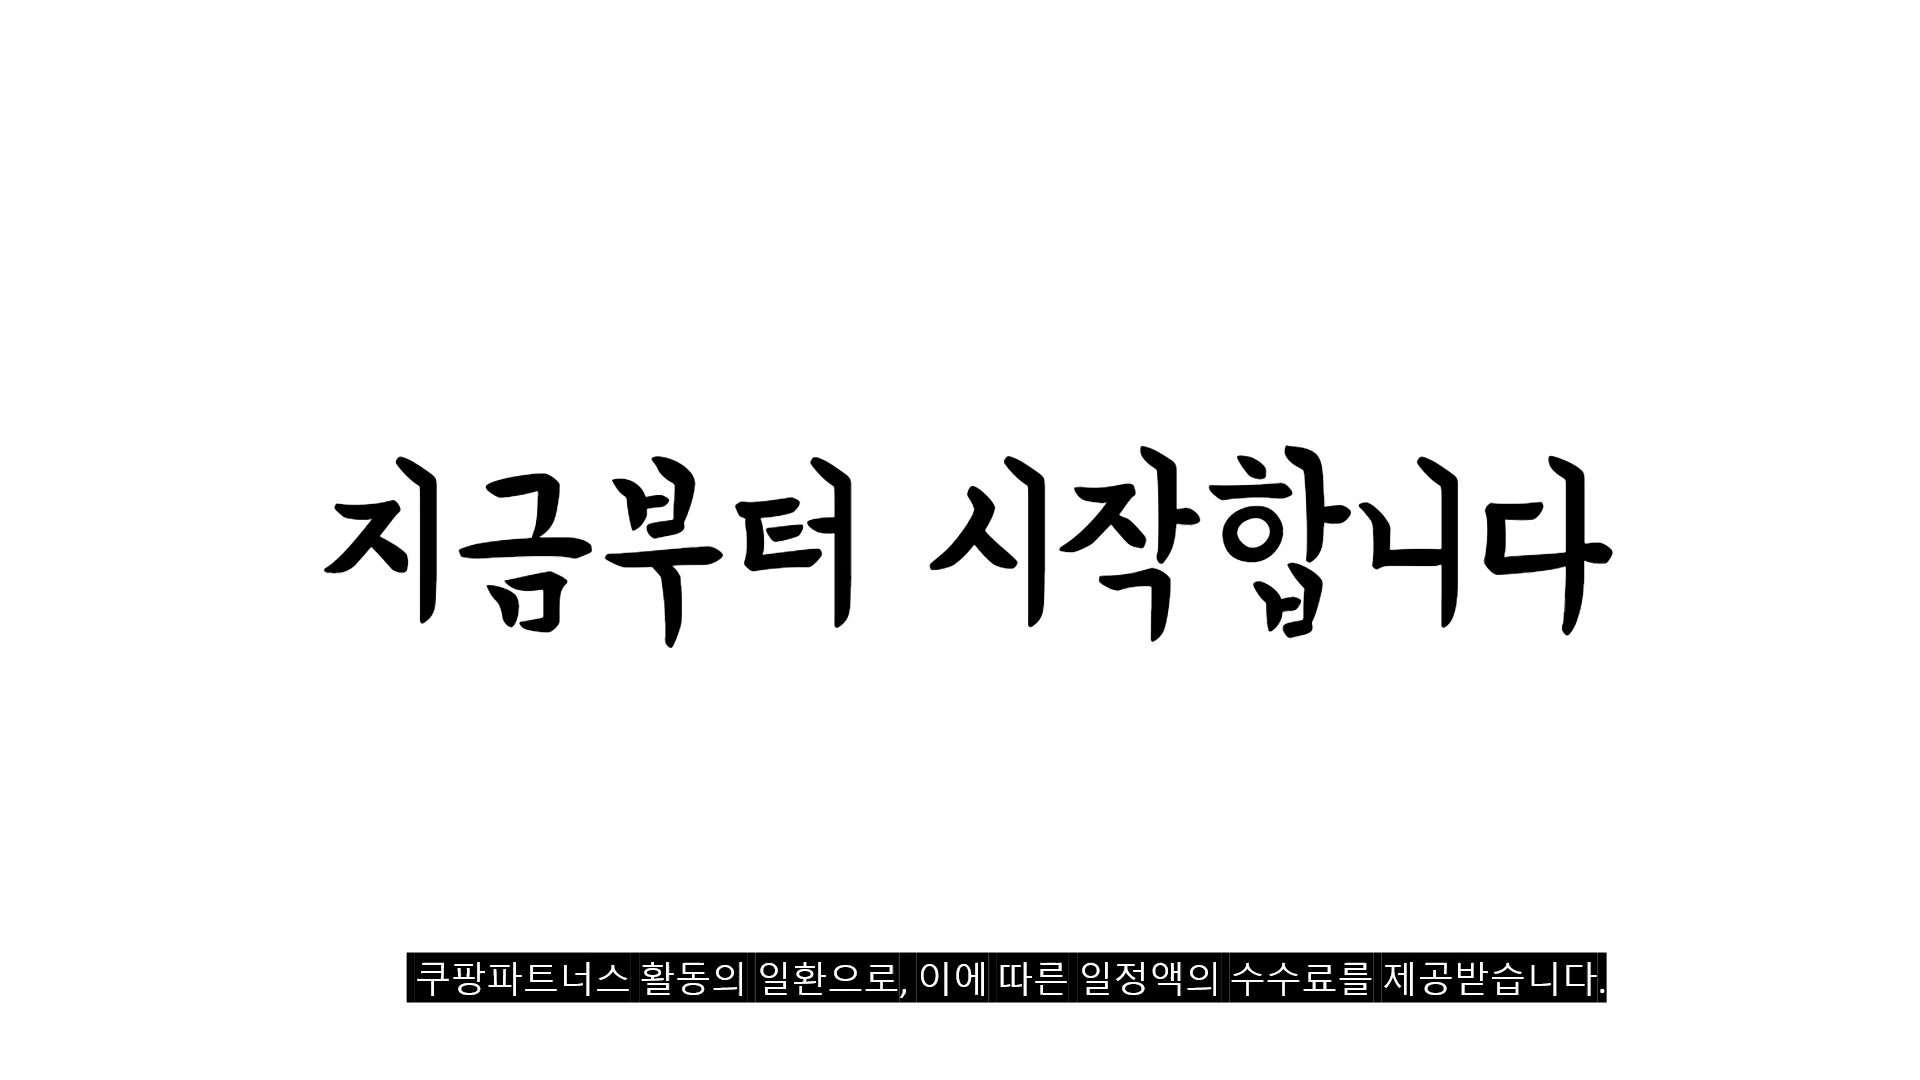 지금부터 시작합니다
쿠팡파트너스 활동의 일환으로, 이에 따른 일정액의 수수료를 제공받습니다.